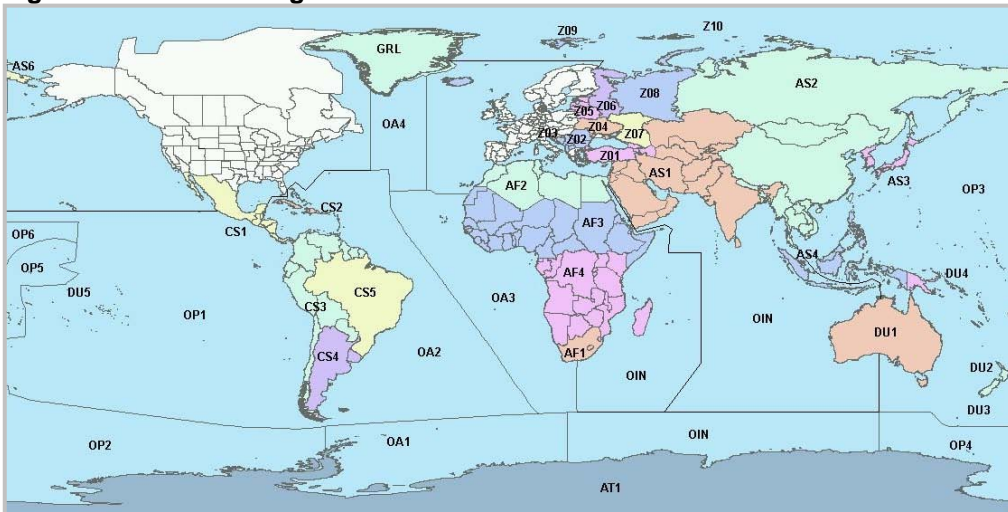 Z10
Z09
GRL
AS6
AS2
Z08
Z06
Z05
OA4
Z04
Z07
Z03
Z02
Z01
AS1
AS3
AF2
OP3
CS2
AF3
CS1
OP6
AS4
OP5
AF4
DU4
DU5
CS5
OA3
CS3
OP1
OIN
DU1
OA2
AF1
CS4
DU2
OIN
DU3
OP2
OA1
OIN
OP4
AT1